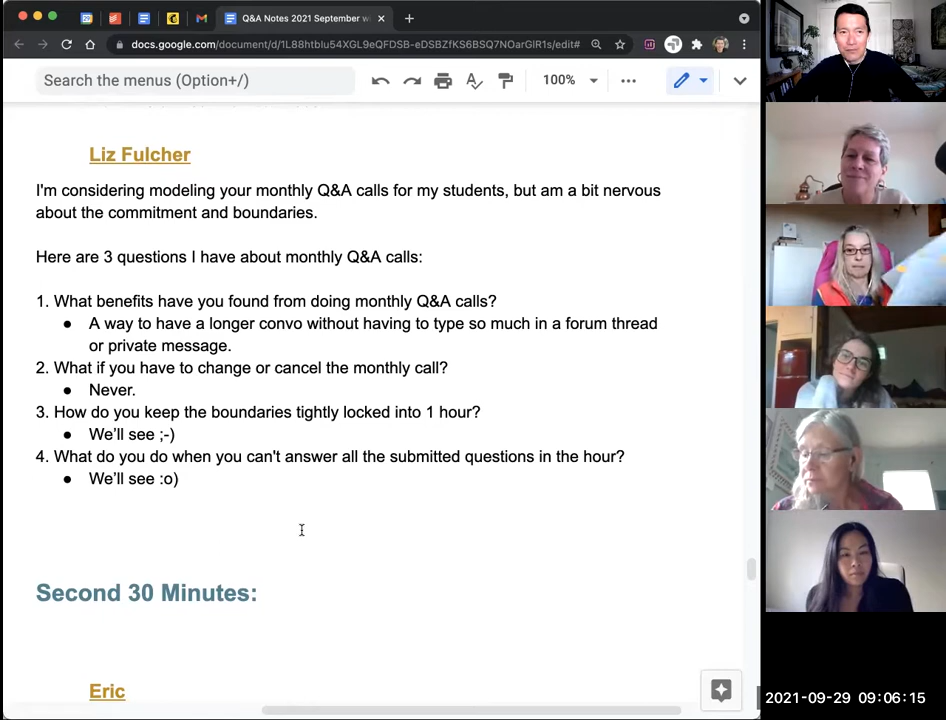 Q&A Notes 2021 September w
docs.google.com/document/d/1L88htblu54XGL9eQFDSB-eDSBZfKS6BSQ7NOarGlR1s/edit#
Search the menus (Option+/)
100%
Liz Fulcher
I'm considering modeling your monthly Q&A calls for my students, but am a bit nervous
about the commitment and boundaries.
Here are 3 questions I have about monthly Q&A calls:
1. What benefits have you found from doing monthly Q&A calls?
● A way to have a longer convo without having to type so much in a forum thread
or private message.
2. What if you have to change or cancel the monthly call?
● Never.
3. How do you keep the boundaries tightly locked into 1 hour?
● We'll see ;-)
4. What do you do when you can't answer all the submitted questions in the hour?
● We'll see :o)
Second 30 Minutes:
Eric
2021-09-29 09:06:15